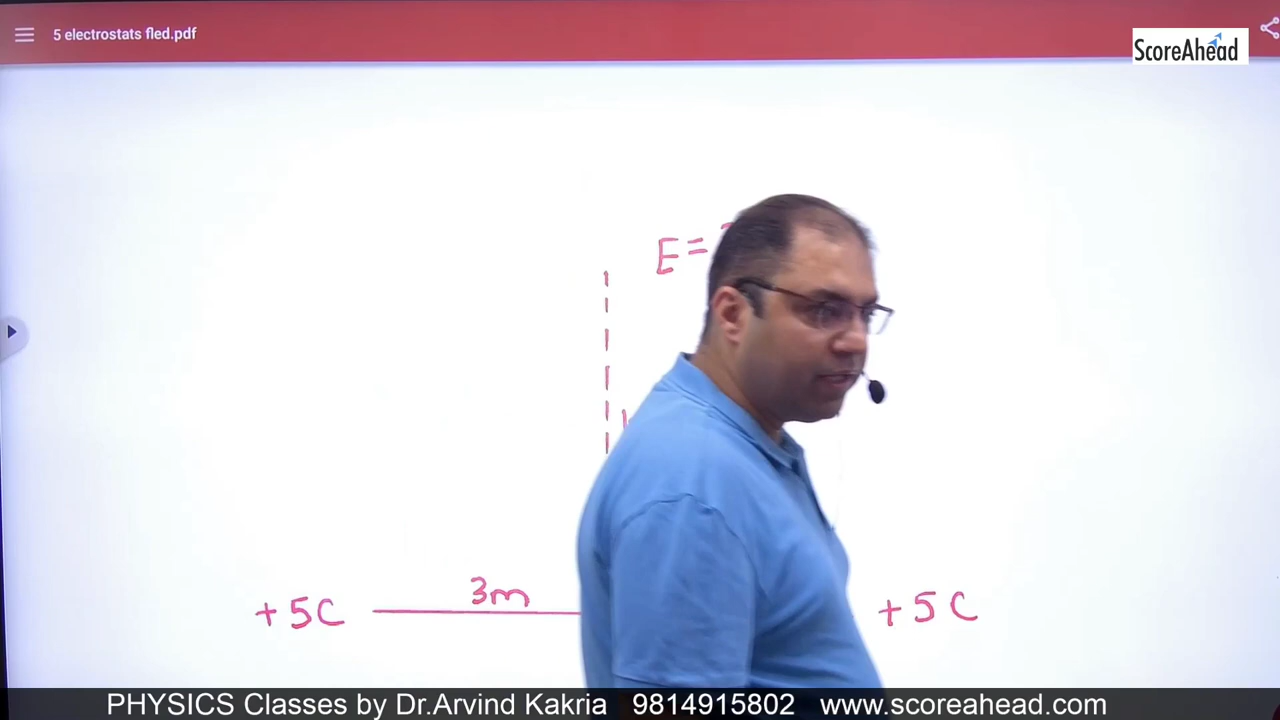 5 electrostats fled.pdf
ScoreAhead
E =
3m
+5C
+5C
PHYSICS Classes by Dr.Arvind Kakria 9814915802 www.scoreahead.com